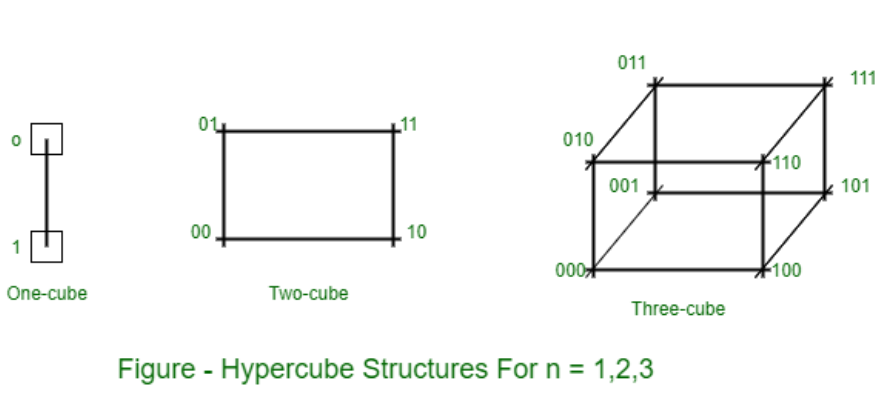 o
1
One-cube
01
11
00
10
Two-cube
011
111
010
110
001
101
000
100
Three-cube
Figure - Hypercube Structures For n = 1,2,3